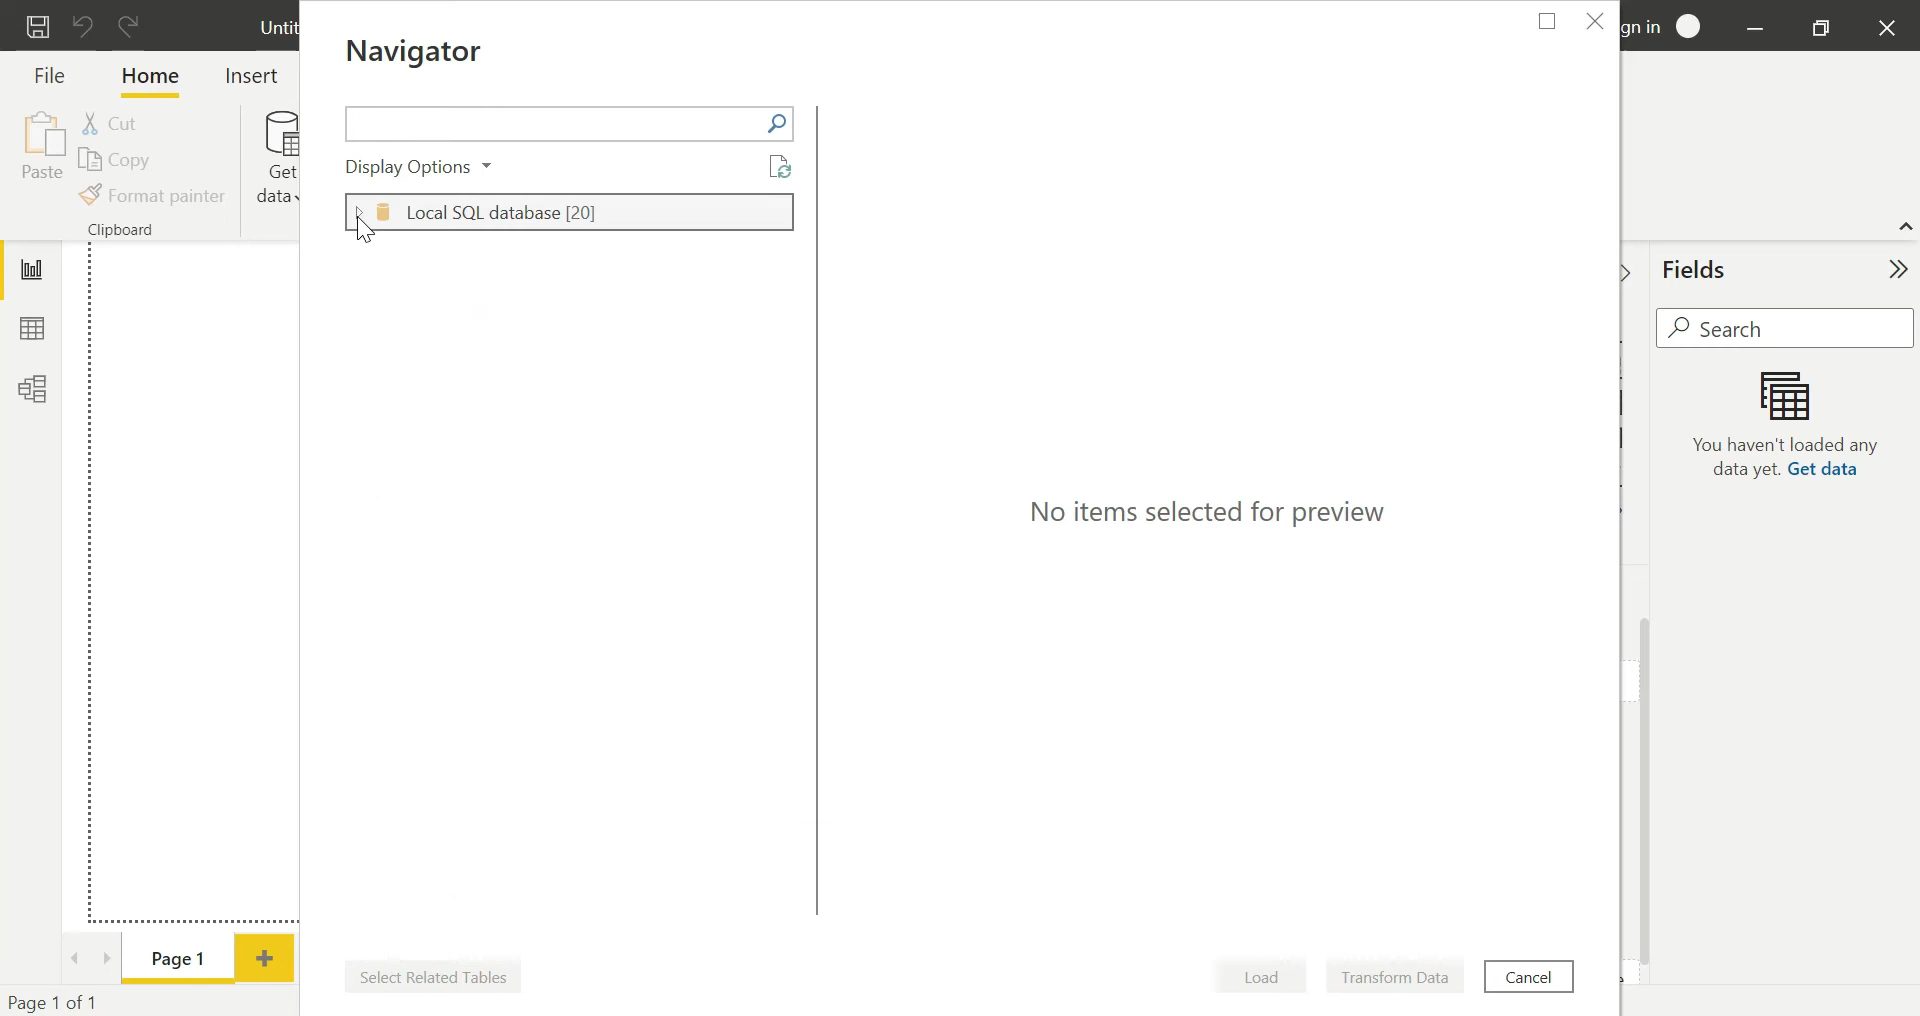 Untit
gn in
File
Home
Insert
Paste
Cut
Copy
Format painter
Clipboard
Get
data
Navigator
Display Options
Local SQL database [20]
No items selected for preview
Fields
Search
You haven't loaded any
data yet. Get data
Select Related Tables
Load
Transform Data
Cancel
Page 1
Page 1 of 1